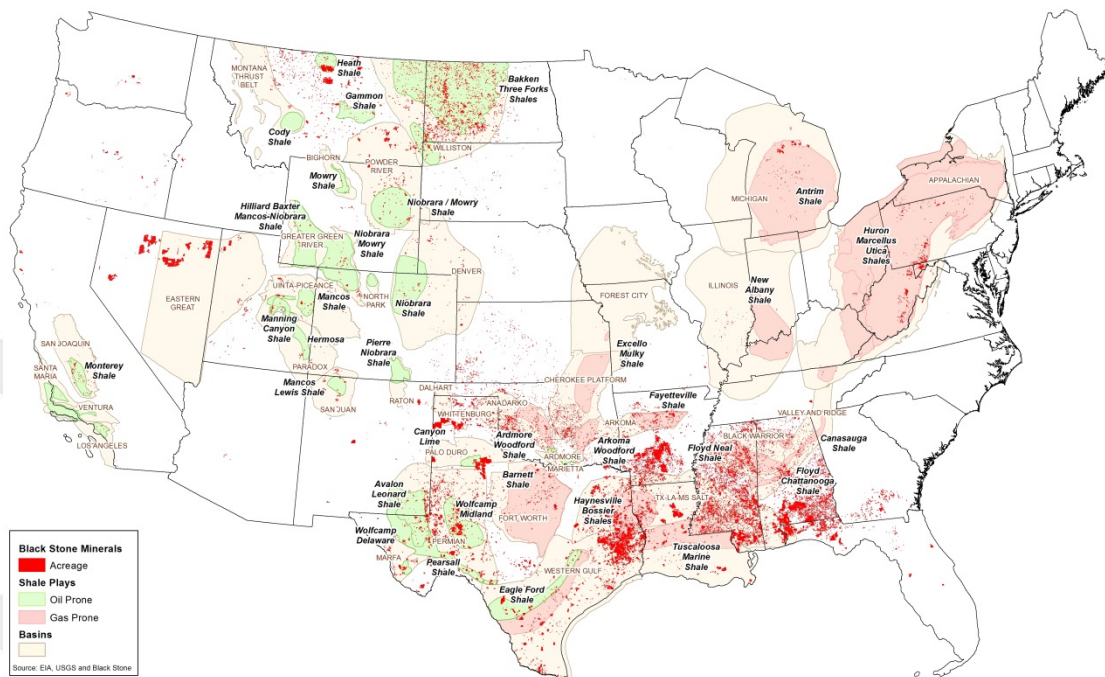 MONTANA
THRUST
BELT
Heath
Shale
Gammon
Shale
Bakken
Three Forks
Shales
Cody
Shale
WILLISTON
BIGHORN
POWDER
RIVER
Mowry
Shale
Hilliard Baxter
Mancos-Niobrara
Shale
Niobrara / Mowry
Shale
GREATER GREEN
RIVER
Niobrara
Mowry
Shale
MICHIGAN
Antrim
Shale
APPALACHIAN
Huron
Marcellus
Utica
Shales
EASTERN
GREAT
UINTA-PICEANCE
Mancos
Shale
NORTH
PARK
DENVER
Niobrara
Shale
FOREST CITY
ILLINOIS
New
Albany
Shale
Manning
Canyon
Shale
Hermosa
Pierre
Niobrara
Shale
Excello
Mulky
Shale
SAN JOAQUIN
SANTA
MARIA
Monterey
Shale
VENTURA
LOS ANGELES
PARADOX
Mancos
Lewis Shale
SAN JUAN
RATON
DALHART
CHEROKEE PLATFORM
ANADARKO
WHITTENBURG
Fayetteville
Shale
ARKOMA
VALLEY AND RIDGE
Canyon
Lime
PALO DURO
Ardmore
Woodford
Shale
ARDMORE
MARIETTA
Arkoma
Woodford
Shale
BLACK WARRIOR
Floyd Neal
Shale
Canasauga
Shale
Floyd
Chattanooga
Shale
Barnett
Shale
Avalon
Leonard
Shale
Wolfcamp
Midland
FORT WORTH
Haynesville
Bossier
Shales
TX-LA-MS SALT
Wolfcamp
Delaware
PERMIAN
MARFA
Pearsall
Shale
Tuscaloosa
Marine
Shale
WESTERN GULF
Eagle Ford
Shale
Black Stone Minerals
Acreage
Shale Plays
Oil Prone
Gas Prone
Basins
Source: EIA, USGS and Black Stone